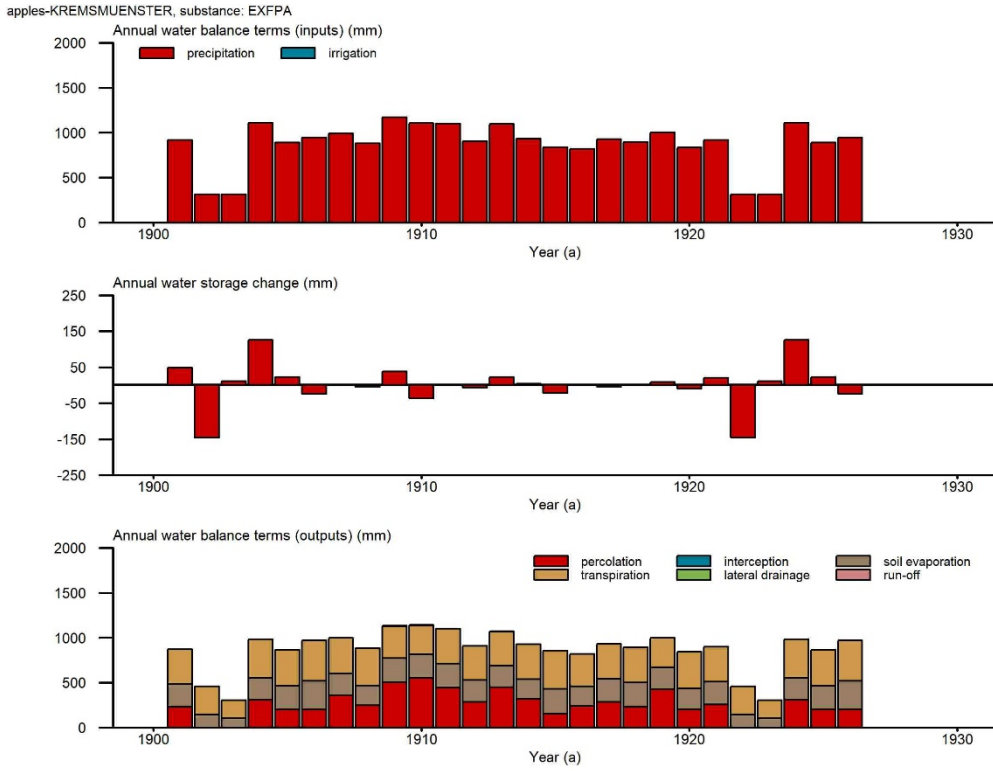 apples-KREMSMUENSTER, substance: EXFPA
Annual water balance terms (inputs) (mm)
2000
precipitation irrigation
1500
1000
500
0
1900 1910 1920 1930
Year (a)
Annual water storage change (mm)
250
150
50
-50
-150
-250
1900 1910 1920 1930
Year (a)
Annual water balance terms (outputs) (mm)
2000
percolation interception soil evaporation
transpiration lateral drainage run-off
1500
1000
500
0
1900 1910 1920 1930
Year (a)